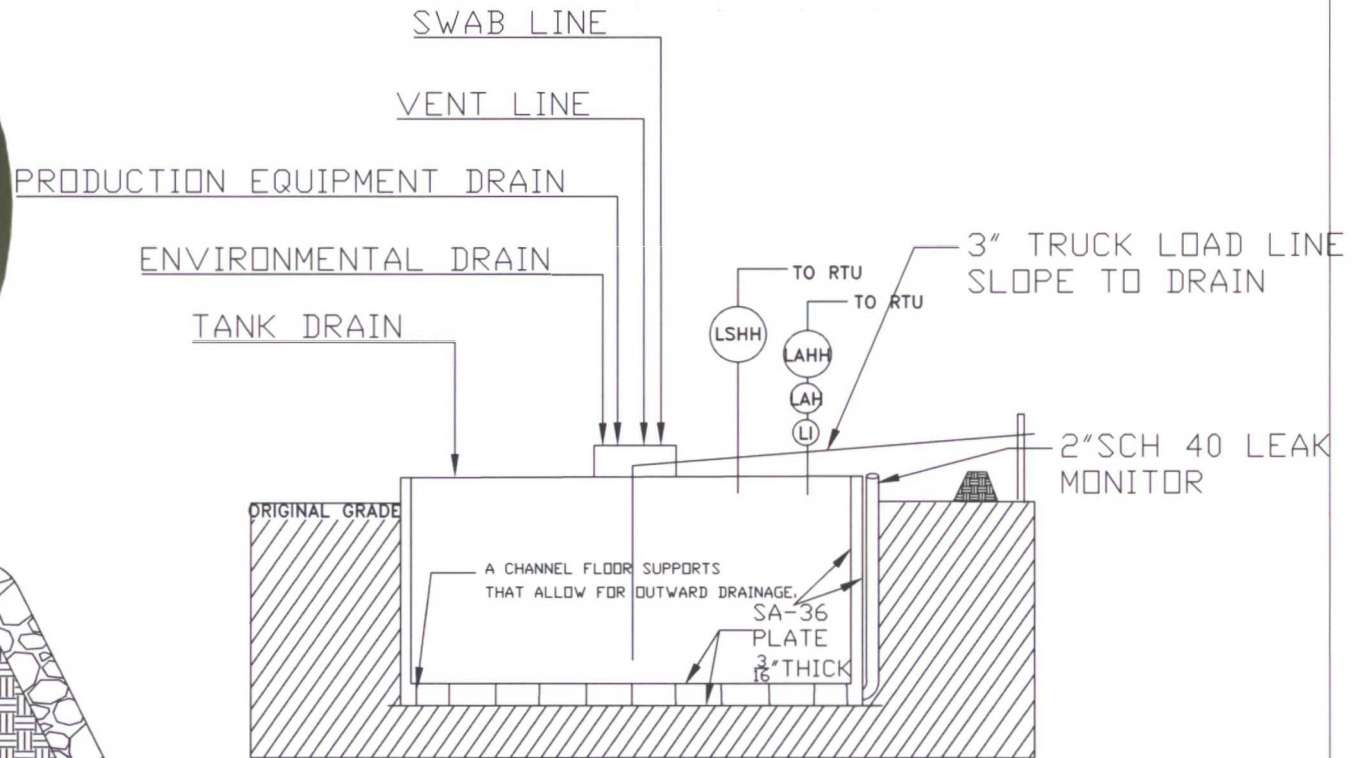 SWAB LINE
VENT LINE
PRODUCTION EQUIPMENT DRAIN
ENVIRONMENTAL DRAIN
TANK DRAIN
TO RTU
TO RTU
3" TRUCK LOAD LINE
SLOPE TO DRAIN
LSHH
LAHH
LAH
LI
2"SCH 40 LEAK
MONITOR
ORIGINAL GRADE
A CHANNEL FLOOR SUPPORTS
THAT ALLOW FOR OUTWARD DRAINAGE.
SA-36
PLATE
3/16"THICK